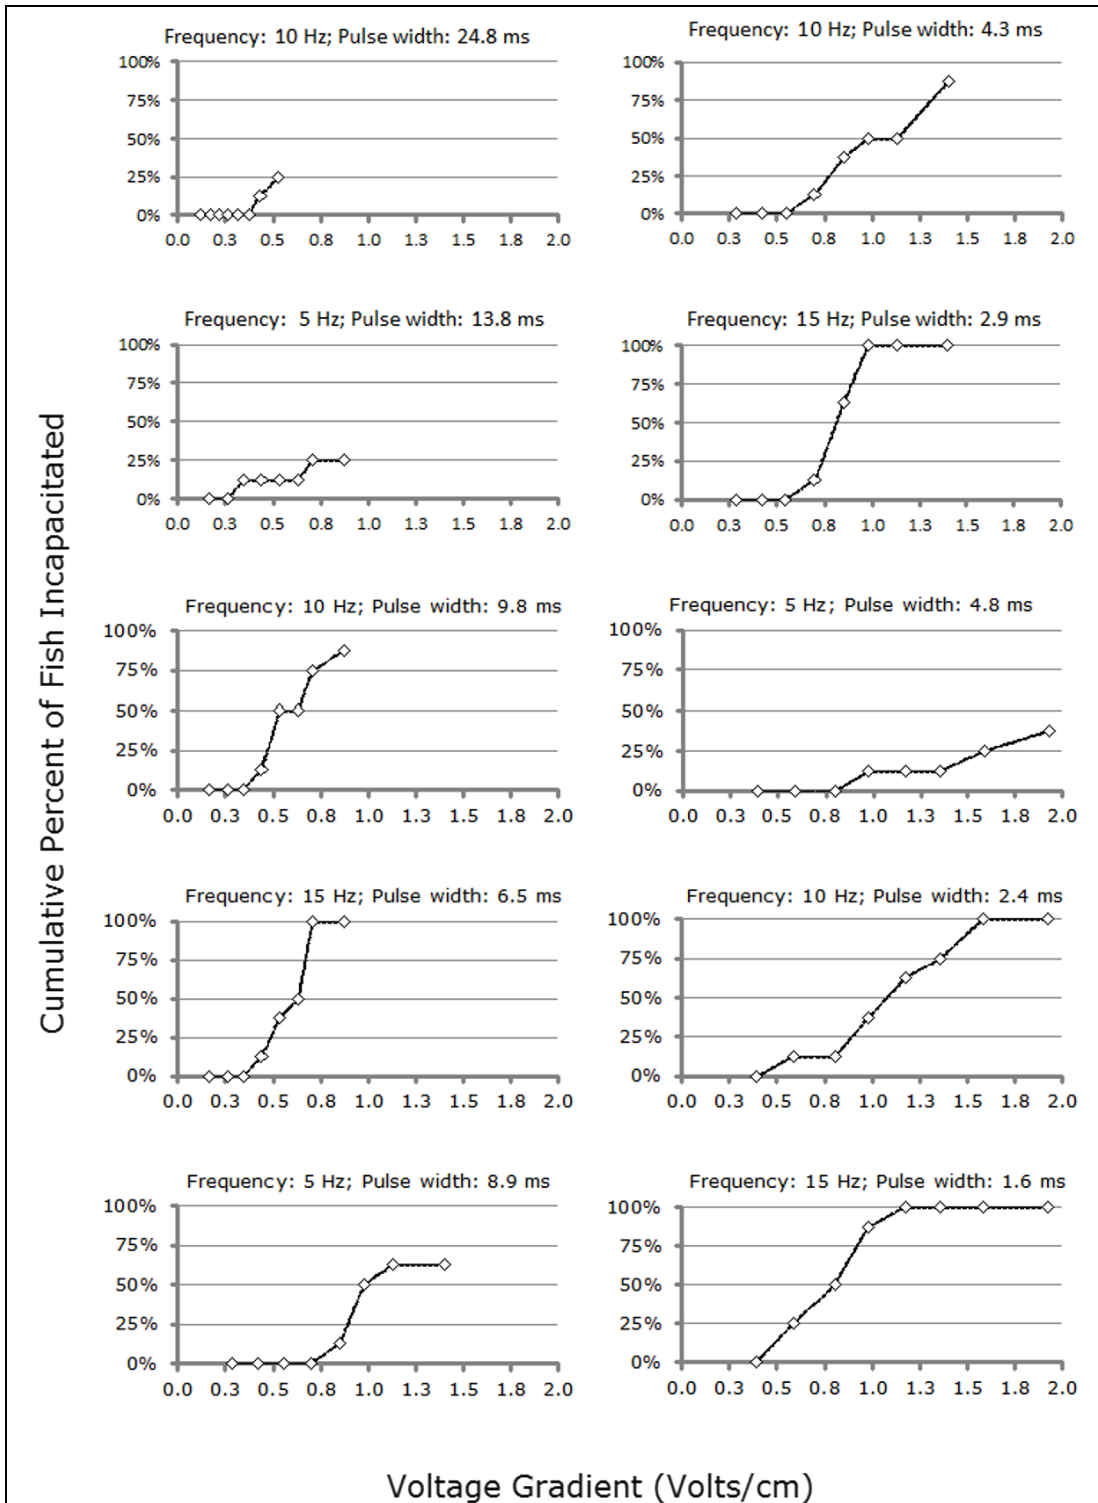 Frequency: 10 Hz; Pulse width: 24.8 ms
100%
75%
50%
25%
0%
0.0 0.3 0.5 0.8 1.0 1.3 1.5 1.8 2.0
Frequency: 10 Hz; Pulse width: 4.3 ms
100%
75%
50%
25%
0%
0.0 0.3 0.5 0.8 1.0 1.3 1.5 1.8 2.0
Frequency: 5 Hz; Pulse width: 13.8 ms
100%
75%
50%
25%
0%
0.0 0.3 0.5 0.8 1.0 1.3 1.5 1.8 2.0
Frequency: 15 Hz; Pulse width: 2.9 ms
100%
75%
50%
25%
0%
0.0 0.3 0.5 0.8 1.0 1.3 1.5 1.8 2.0
Cumulative Percent of Fish Incapacitated
Frequency: 10 Hz; Pulse width: 9.8 ms
100%
75%
50%
25%
0%
0.0 0.3 0.5 0.8 1.0 1.3 1.5 1.8 2.0
Frequency: 5 Hz; Pulse width: 4.8 ms
100%
75%
50%
25%
0%
0.0 0.3 0.5 0.8 1.0 1.3 1.5 1.8 2.0
Frequency: 15 Hz; Pulse width: 6.5 ms
100%
75%
50%
25%
0%
0.0 0.3 0.5 0.8 1.0 1.3 1.5 1.8 2.0
Frequency: 10 Hz; Pulse width: 2.4 ms
100%
75%
50%
25%
0%
0.0 0.3 0.5 0.8 1.0 1.3 1.5 1.8 2.0
Frequency: 5 Hz; Pulse width: 8.9 ms
100%
75%
50%
25%
0%
0.0 0.3 0.5 0.8 1.0 1.3 1.5 1.8 2.0
Frequency: 15 Hz; Pulse width: 1.6 ms
100%
75%
50%
25%
0%
0.0 0.3 0.5 0.8 1.0 1.3 1.5 1.8 2.0
Voltage Gradient (Volts/cm)